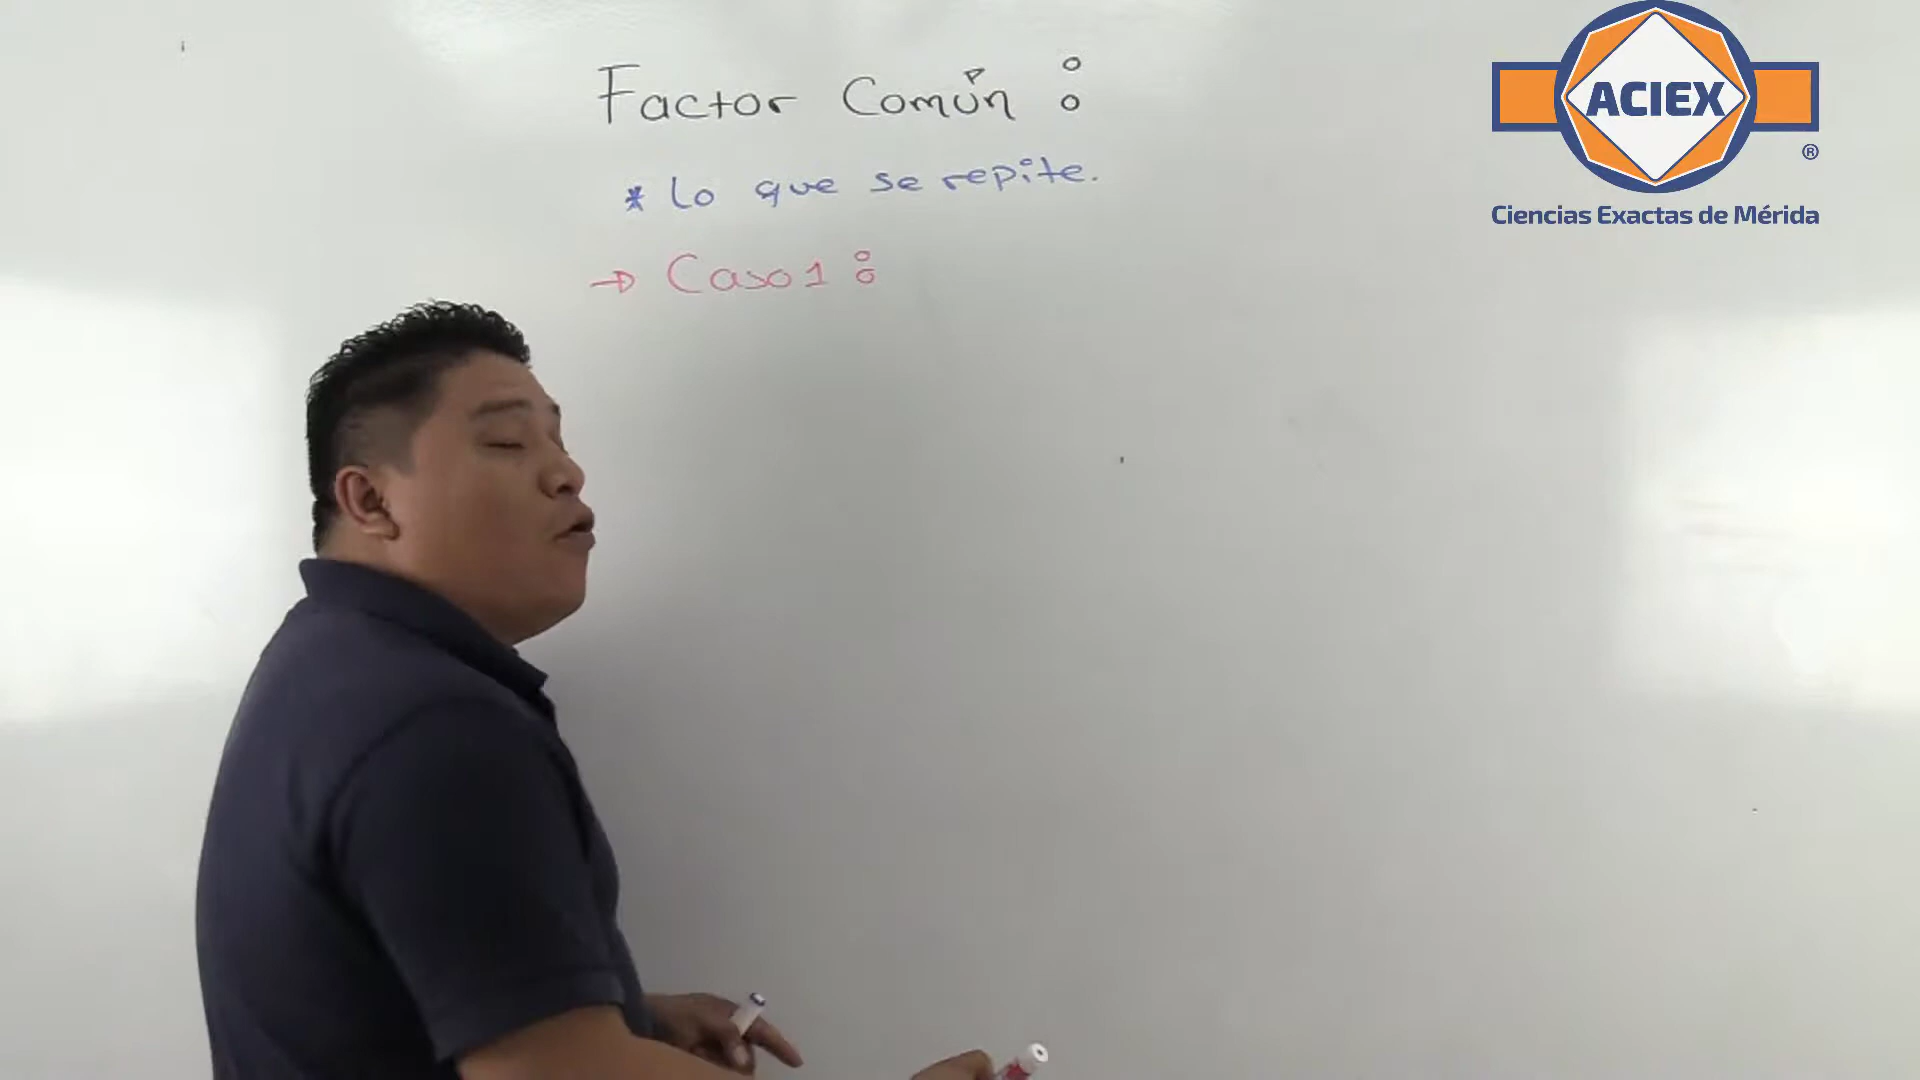 Factor Común :
* lo que se repite.
→ Caso 1 :
ACIEX
®
Ciencias Exactas de Mérida